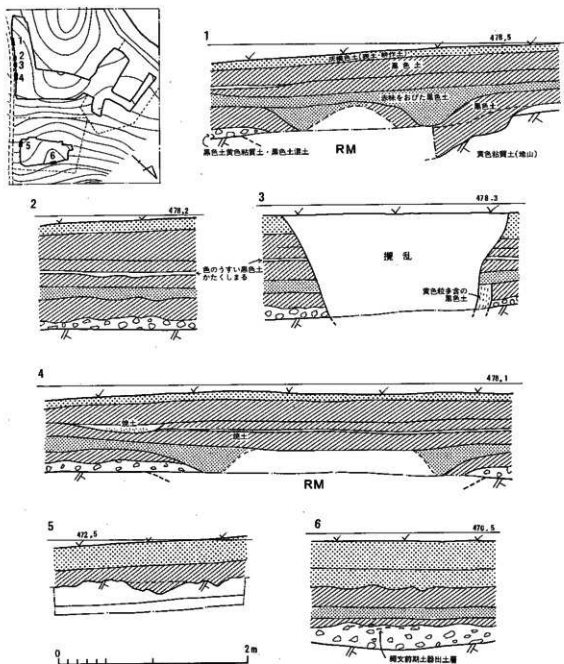 1
2
3
4
5
6
1
478,5
黒色土
赤味をおびた黒色土
黒色土
RM
黒色土黄色粘質土・黒色土混土
黄色粘質土(地山)
2
478,2
色のうすい黒色土
かたくしまる
3
478.3
攪乱
黄色粒多含の
黒色土
4
478,1
焼土
焼土
RM
5
472,5
6
470,5
縄文前期土器出土層
0
2m